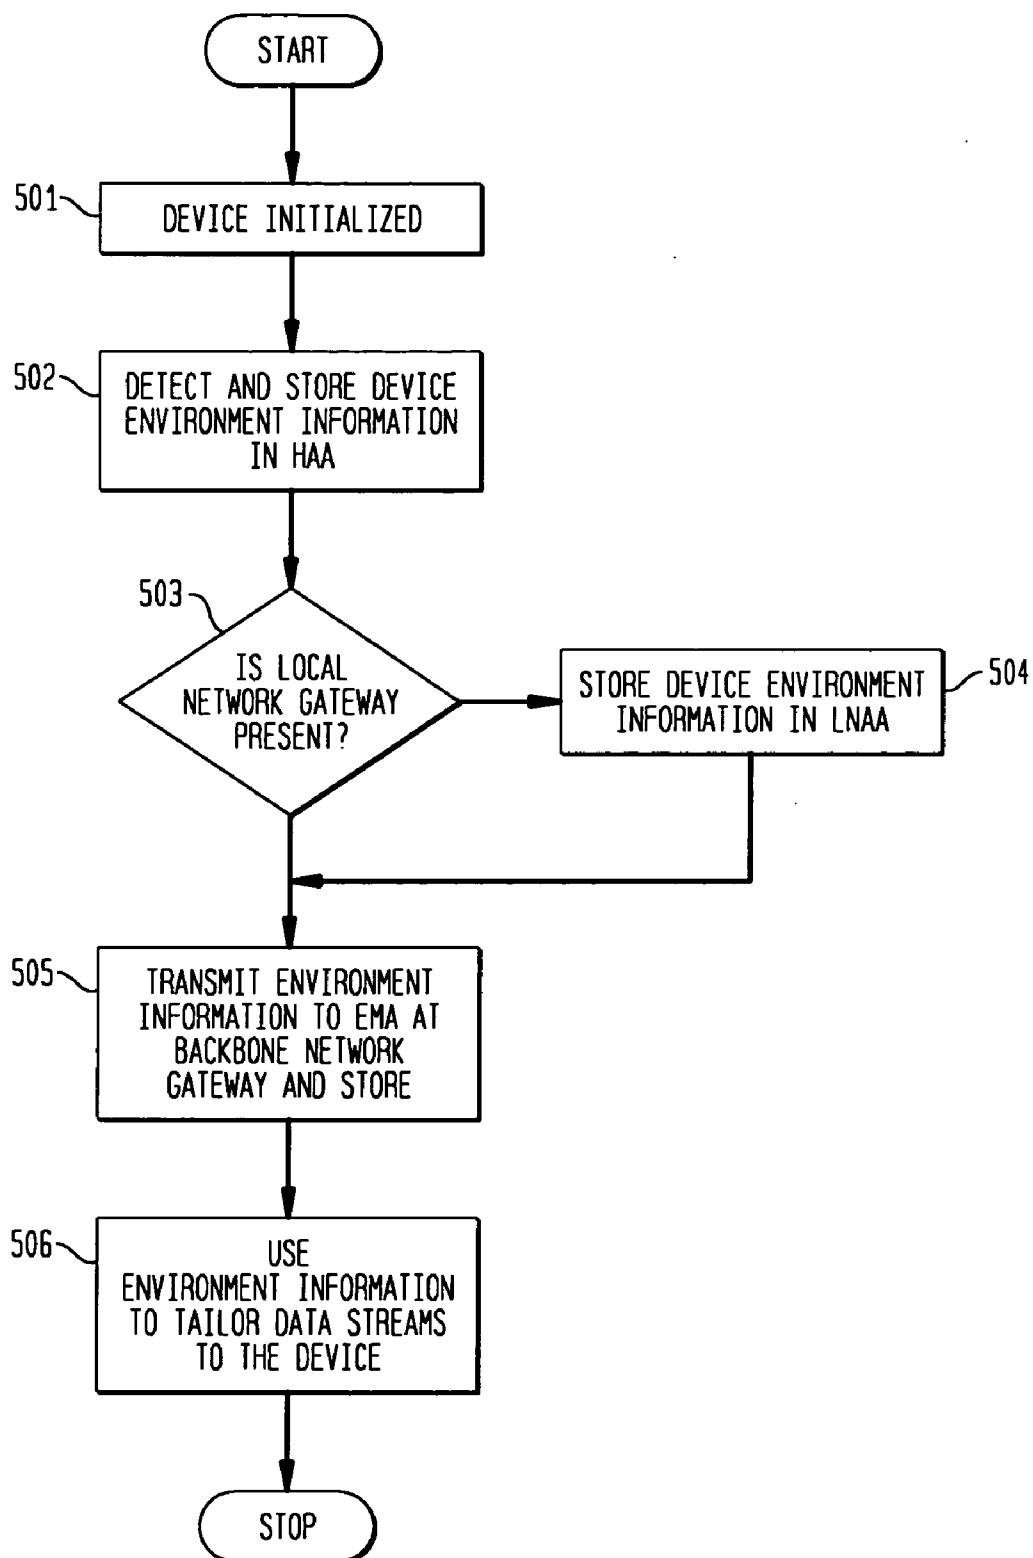 START
501
DEVICE INITIALIZED
502
DETECT AND STORE DEVICE
ENVIRONMENT INFORMATION
IN HAA
503
IS LOCAL
NETWORK GATEWAY
PRESENT?
STORE DEVICE ENVIRONMENT
INFORMATION IN LNAA
504
505
TRANSMIT ENVIRONMENT
INFORMATION TO EMA AT
BACKBONE NETWORK
GATEWAY AND STORE
506
USE
ENVIRONMENT INFORMATION
TO TAILOR DATA STREAMS
TO THE DEVICE
STOP